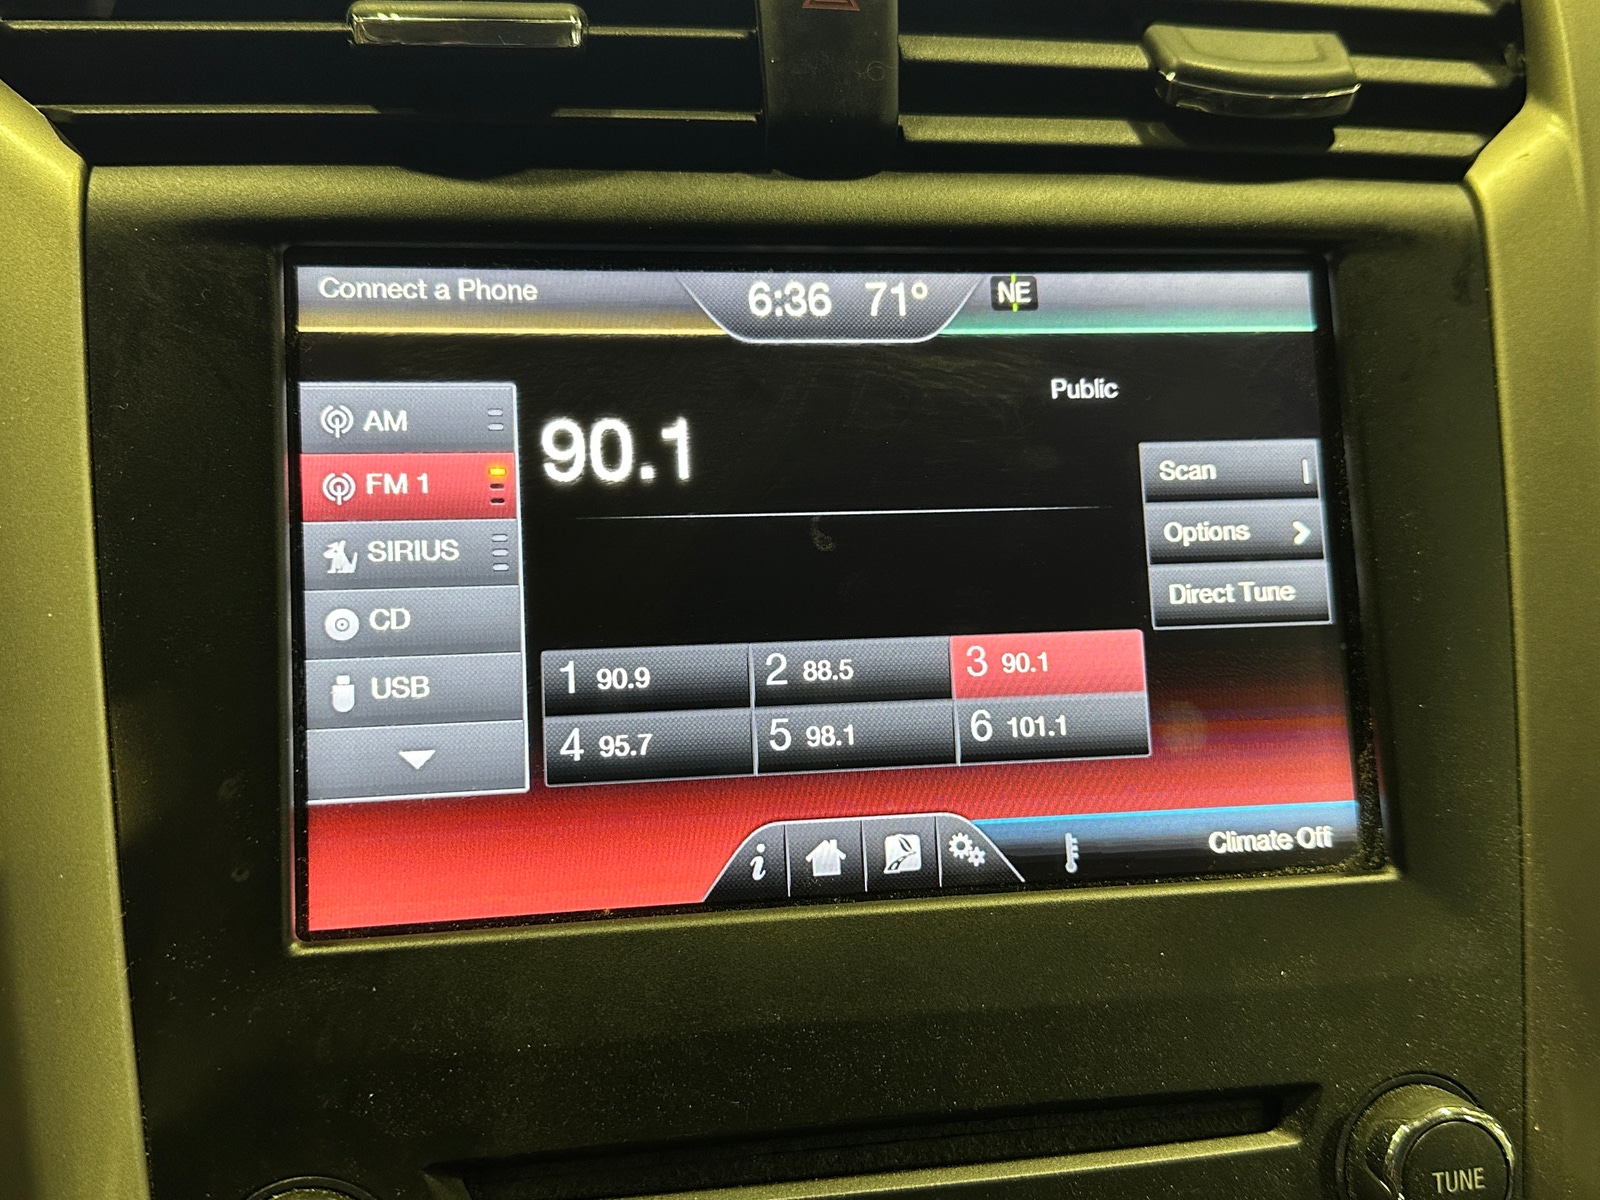 Connect a Phone
6:36 71° NE
Public
AM
90.1
FM 1
Scan
SIRIUS
Options
CD
Direct Tune
USB
1 90.9 2 88.5 3 90.1
4 95.7 5 98.1 6 101.1
i
Climate Off
TUNE